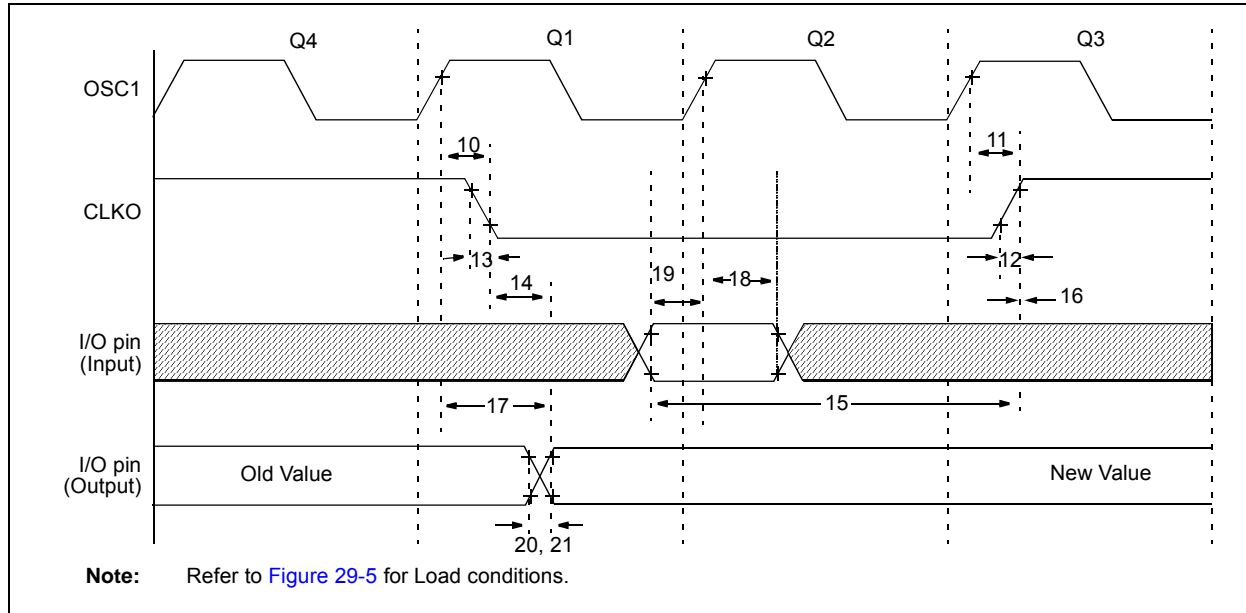 Q4 Q1 Q2 Q3
OSC1
10 11
CLKO
13 12
19 18
14 16
I/O pin
(Input)
17 15
I/O pin
(Output)
Old Value New Value
20, 21
Note: Refer to Figure 29-5 for Load conditions.